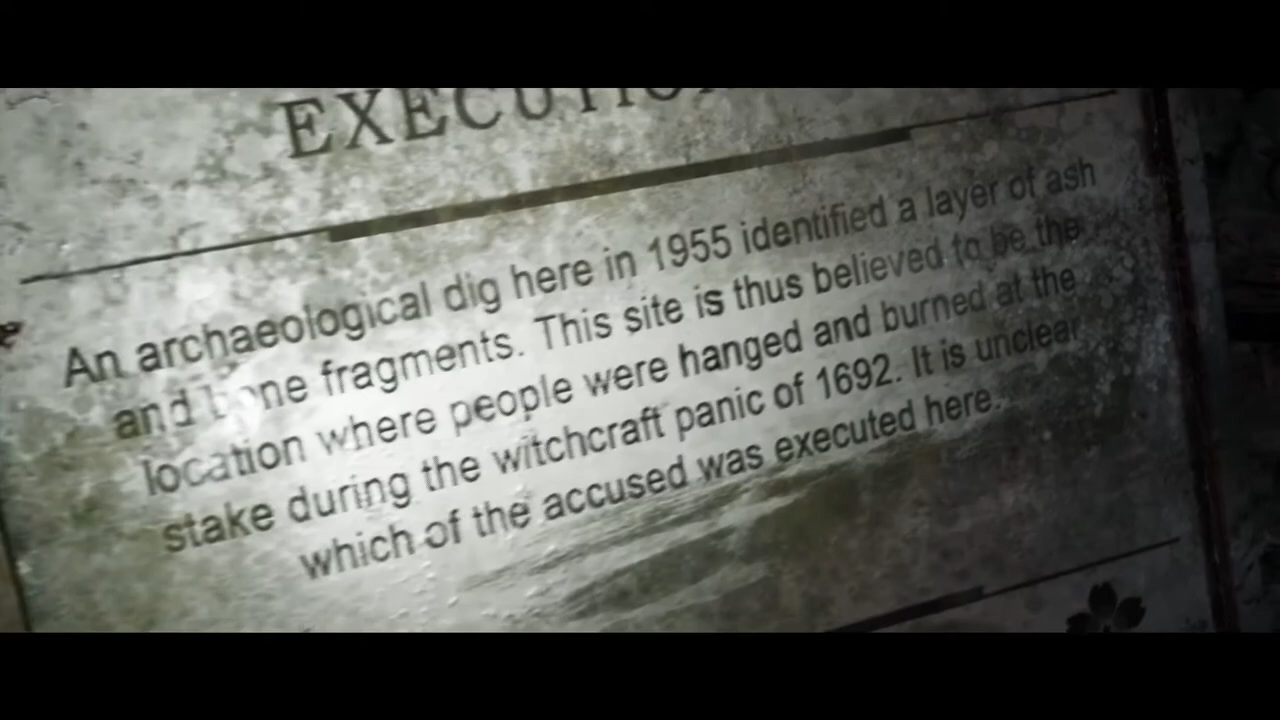 EXECUTION
An archaeological dig here in 1955 identified a layer of ash
and bone fragments. This site is thus believed to be the
location where people were hanged and burned at the
stake during the witchcraft panic of 1692. It is unclear
which of the accused was executed here.